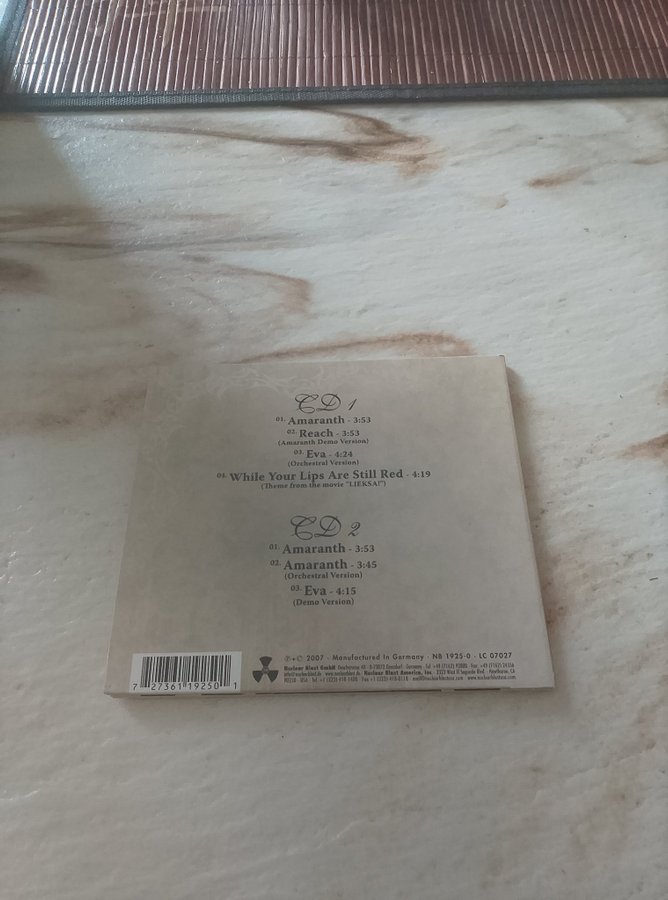 CD 1
01. Amaranth - 3:53
02. Reach - 3:53
(Amaranth Demo Version)
03. Eva - 4:24
(Orchestral Version)
04. While Your Lips Are Still Red - 4:19
(Theme from the movie "LIEKSA!")
CD 2
01. Amaranth - 3:53
02. Amaranth - 3:45
(Orchestral Version)
03. Eva - 4:15
(Demo Version)
7 27361 19250 1
℗+© 2007 · Manufactured In Germany · NB 1925-0 · LC 07027
Nuclear Blast GmbH Germany
Nuclear Blast America, Inc.